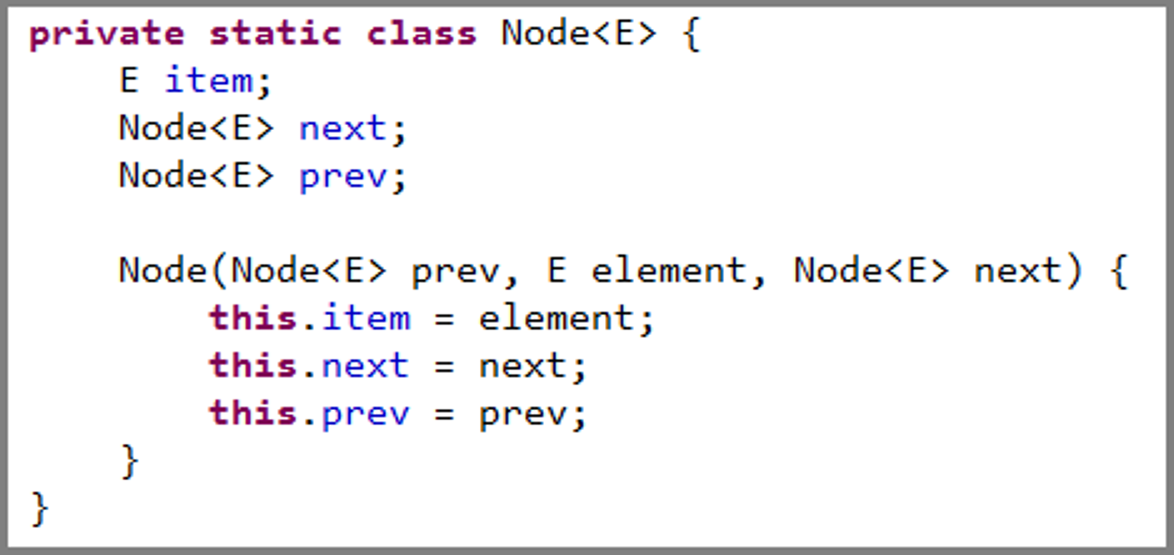 private static class Node<E> {
    E item;
    Node<E> next;
    Node<E> prev;

    Node(Node<E> prev, E element, Node<E> next) {
        this.item = element;
        this.next = next;
        this.prev = prev;
    }
}